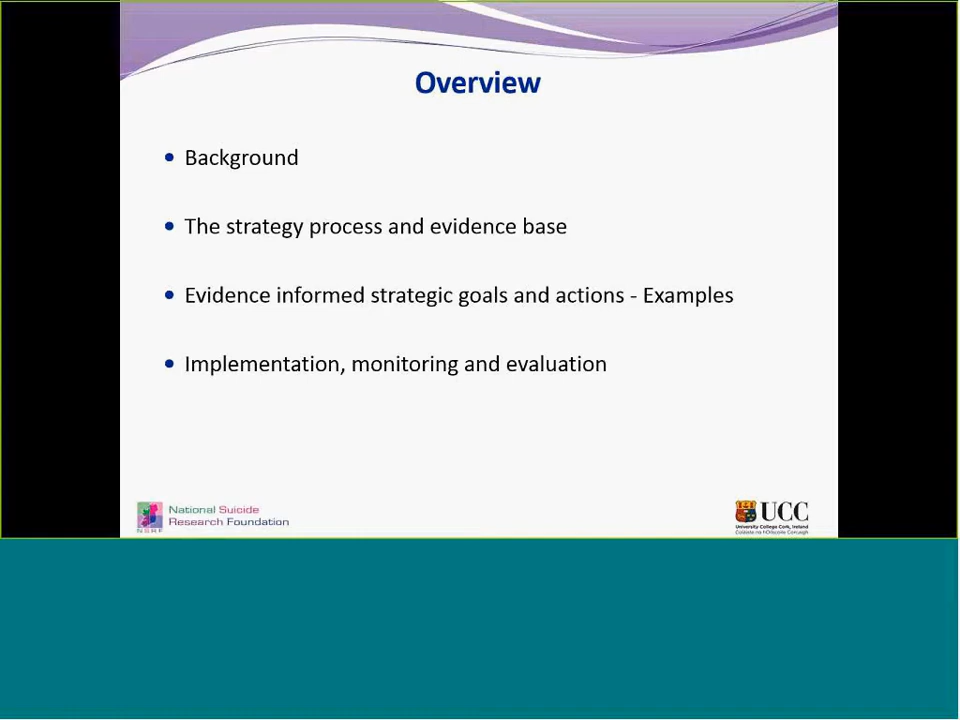 Overview
• Background
• The strategy process and evidence base
• Evidence informed strategic goals and actions - Examples
• Implementation, monitoring and evaluation
National Suicide
Research Foundation
NSRF
UCC
University College Cork, Ireland
Coláiste na hOllscoile Corcaigh